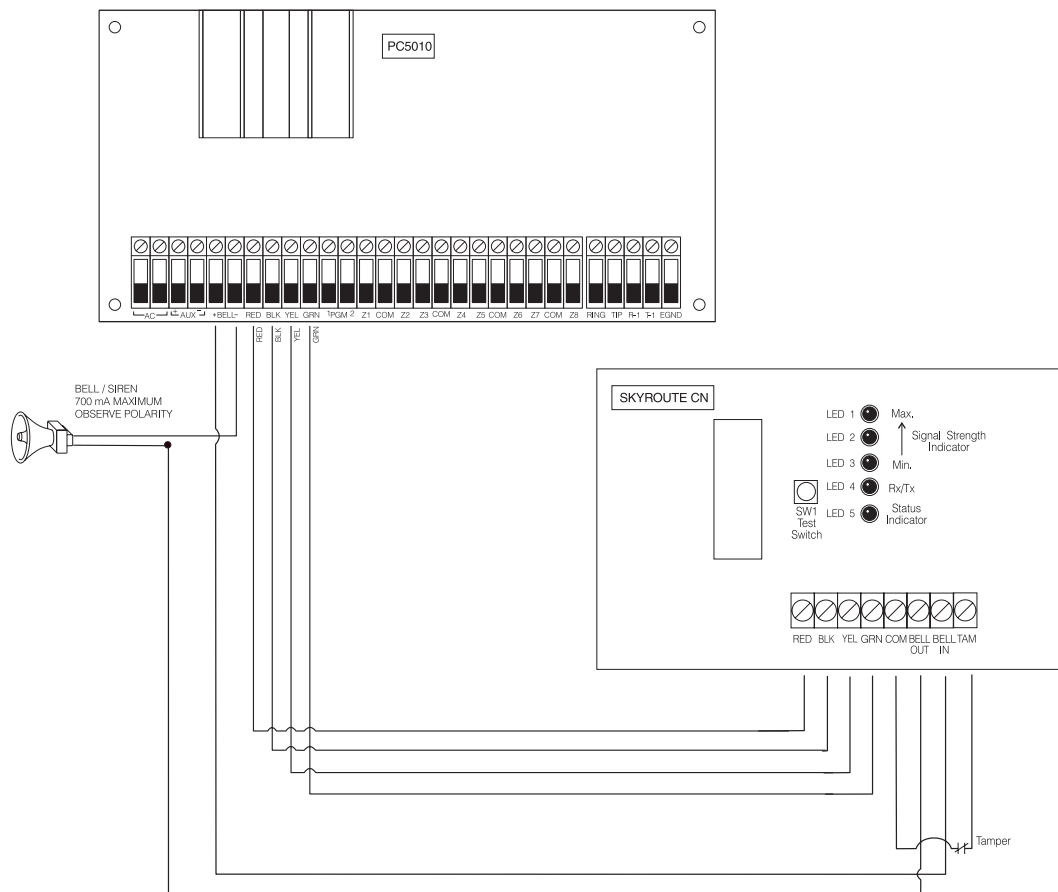 PC5010
AC + AUX - +BELL- RED BLK YEL GRN 1PGM 2 Z1 COM Z2 Z3 COM Z4 Z5 COM Z6 Z7 COM Z8 RING TIP R-1 T-1 EGND
RED BLK YEL GRN
BELL / SIREN
700 mA MAXIMUM
OBSERVE POLARITY
SKYROUTE CN
LED 1 Max.
LED 2 Signal Strength
Indicator
LED 3 Min.
LED 4 Rx/Tx
LED 5 Status
Indicator
SW1
Test
Switch
RED BLK YEL GRN COM BELL OUT BELL IN TAM
Tamper